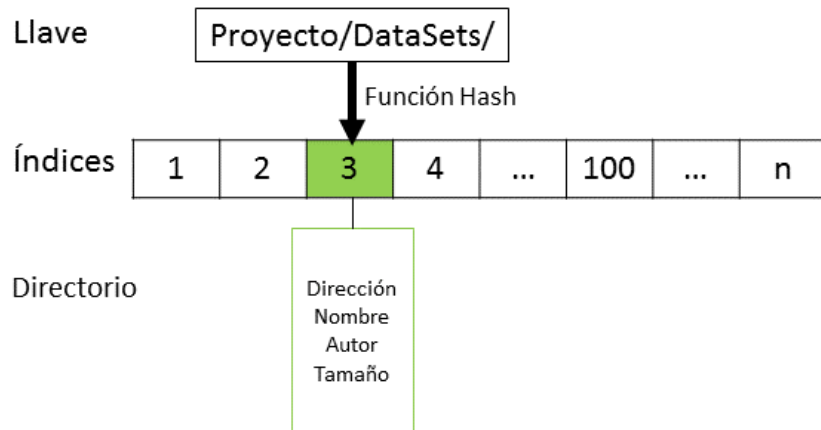 Llave
Proyecto/DataSets/
Función Hash
Índices 1 2 3 4 ... 100 ... n
Directorio
Dirección
Nombre
Autor
Tamaño